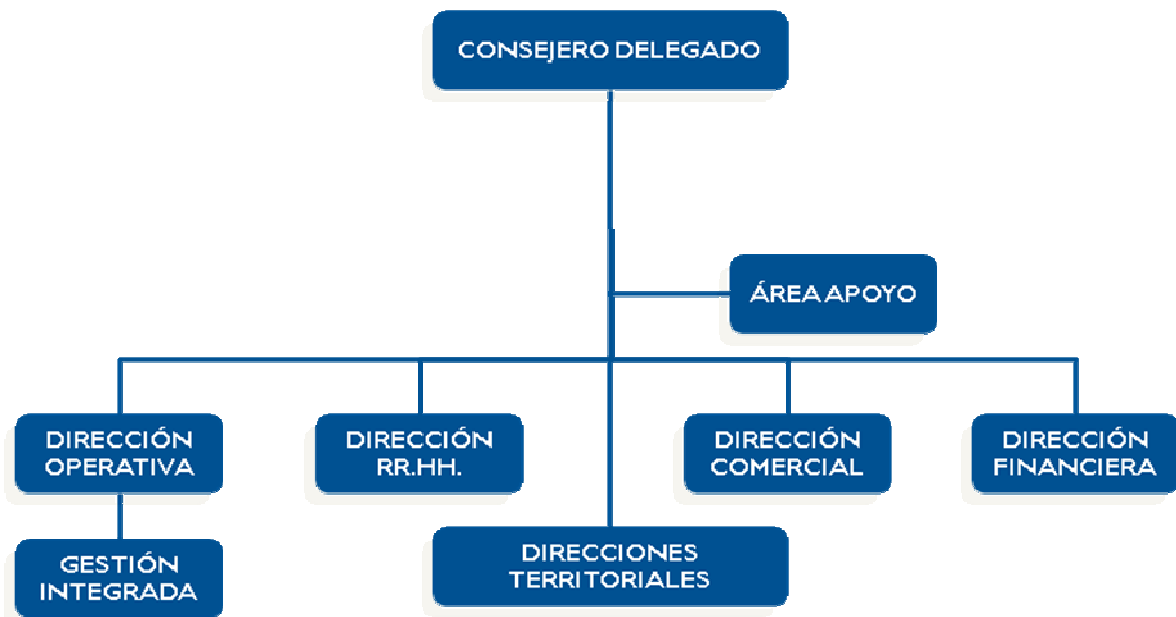 CONSEJERO DELEGADO
ÁREA APOYO
DIRECCIÓN
OPERATIVA
DIRECCIÓN
RR.HH.
DIRECCIÓN
COMERCIAL
DIRECCIÓN
FINANCIERA
GESTIÓN
INTEGRADA
DIRECCIONES
TERRITORIALES